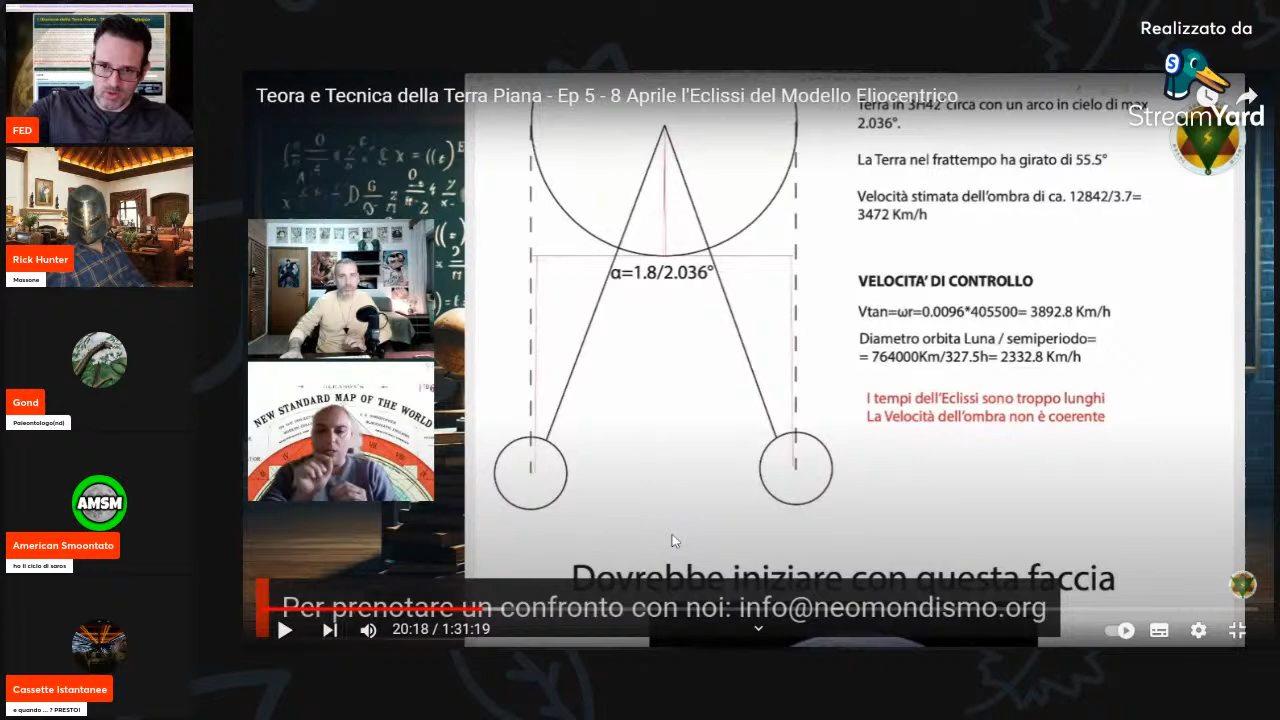 Realizzato da
StreamYard
FED
Rick Hunter
Massone
Gond
Paleontologo(nd)
AMSM
American Smoontato
ho il ciclo di saros
Cassette Istantanee
e quando ... ? PRESTO!
Teora e Tecnica della Terra Piana - Ep 5 - 8 Aprile l'Eclissi del Modello Eliocentrico
Terra in 3H42' circa con un arco in cielo di max
2.036°.
La Terra nel frattempo ha girato di 55.5°
Velocità stimata dell'ombra di ca. 12842/3.7=
3472 Km/h
α=1.8/2.036°
VELOCITA' DI CONTROLLO
Vtan=ωr=0.0096*405500= 3892.8 Km/h
Diametro orbita Luna / semiperiodo=
= 764000Km/327.5h= 2332.8 Km/h
I tempi dell'Eclissi sono troppo lunghi
La Velocità dell'ombra non è coerente
NEW STANDARD MAP OF THE WORLD
Dovrebbe iniziare con questa faccia
Per prenotare un confronto con noi: info@neomondismo.org
20:18 / 1:31:19